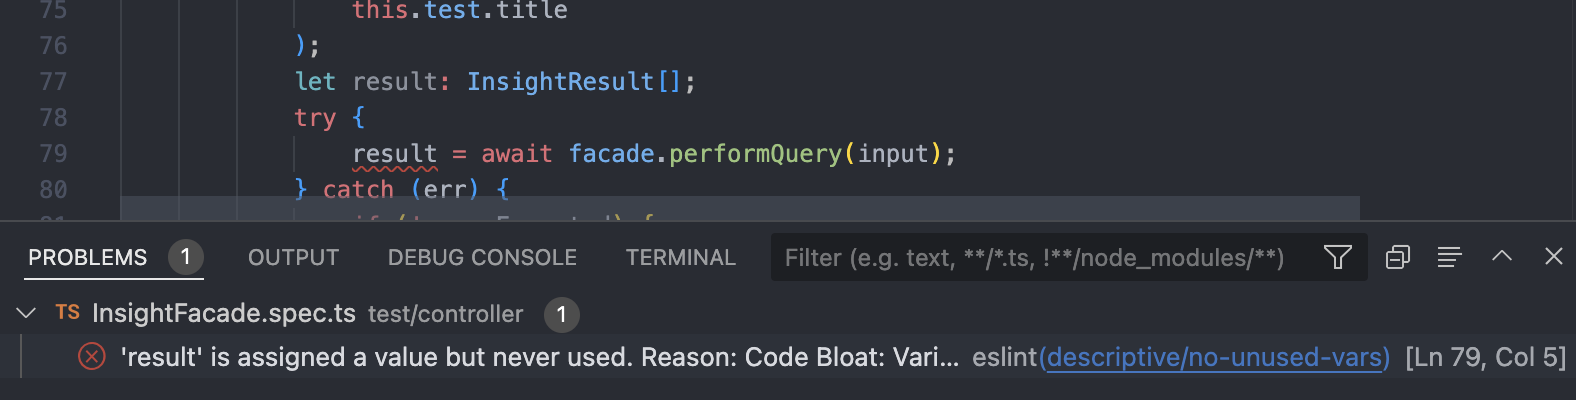 75 this.test.title
76 );
77 let result: InsightResult[];
78 try {
79 result = await facade.performQuery(input);
80 } catch (err) {
PROBLEMS 1 OUTPUT DEBUG CONSOLE TERMINAL Filter (e.g. text, **/*.ts, !**/node_modules/**)
TS InsightFacade.spec.ts test/controller 1
'result' is assigned a value but never used. Reason: Code Bloat: Vari... eslint(descriptive/no-unused-vars) [Ln 79, Col 5]